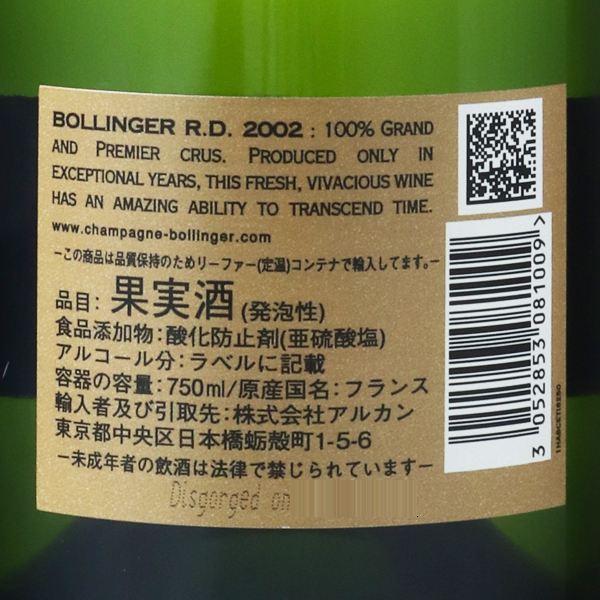 BOLLINGER R.D. 2002 : 100% GRAND
AND PREMIER CRUS. PRODUCED ONLY IN
EXCEPTIONAL YEARS, THIS FRESH, VIVACIOUS WINE
HAS AN AMAZING ABILITY TO TRANSCEND TIME.
www.champagne-bollinger.com
−この商品は品質保持のためリーファー(定温)コンテナで輸入してます。−
品目: 果実酒 (発泡性)
食品添加物: 酸化防止剤(亜硫酸塩)
アルコール分: ラベルに記載
容器の容量: 750ml/原産国名: フランス
輸入者及び引取先: 株式会社アルカン
東京都中央区日本橋蛎殻町1-5-6
−未成年者の飲酒は法律で禁じられています−
Disgorged on
3 052853 081009 >